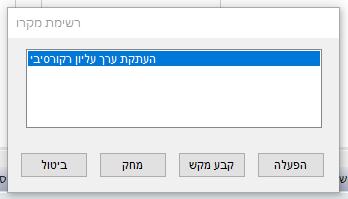 רשימת מקרו
העתקת ערך עליון רקורסיבי
הפעלה
קבע מקש
מחק
ביטול